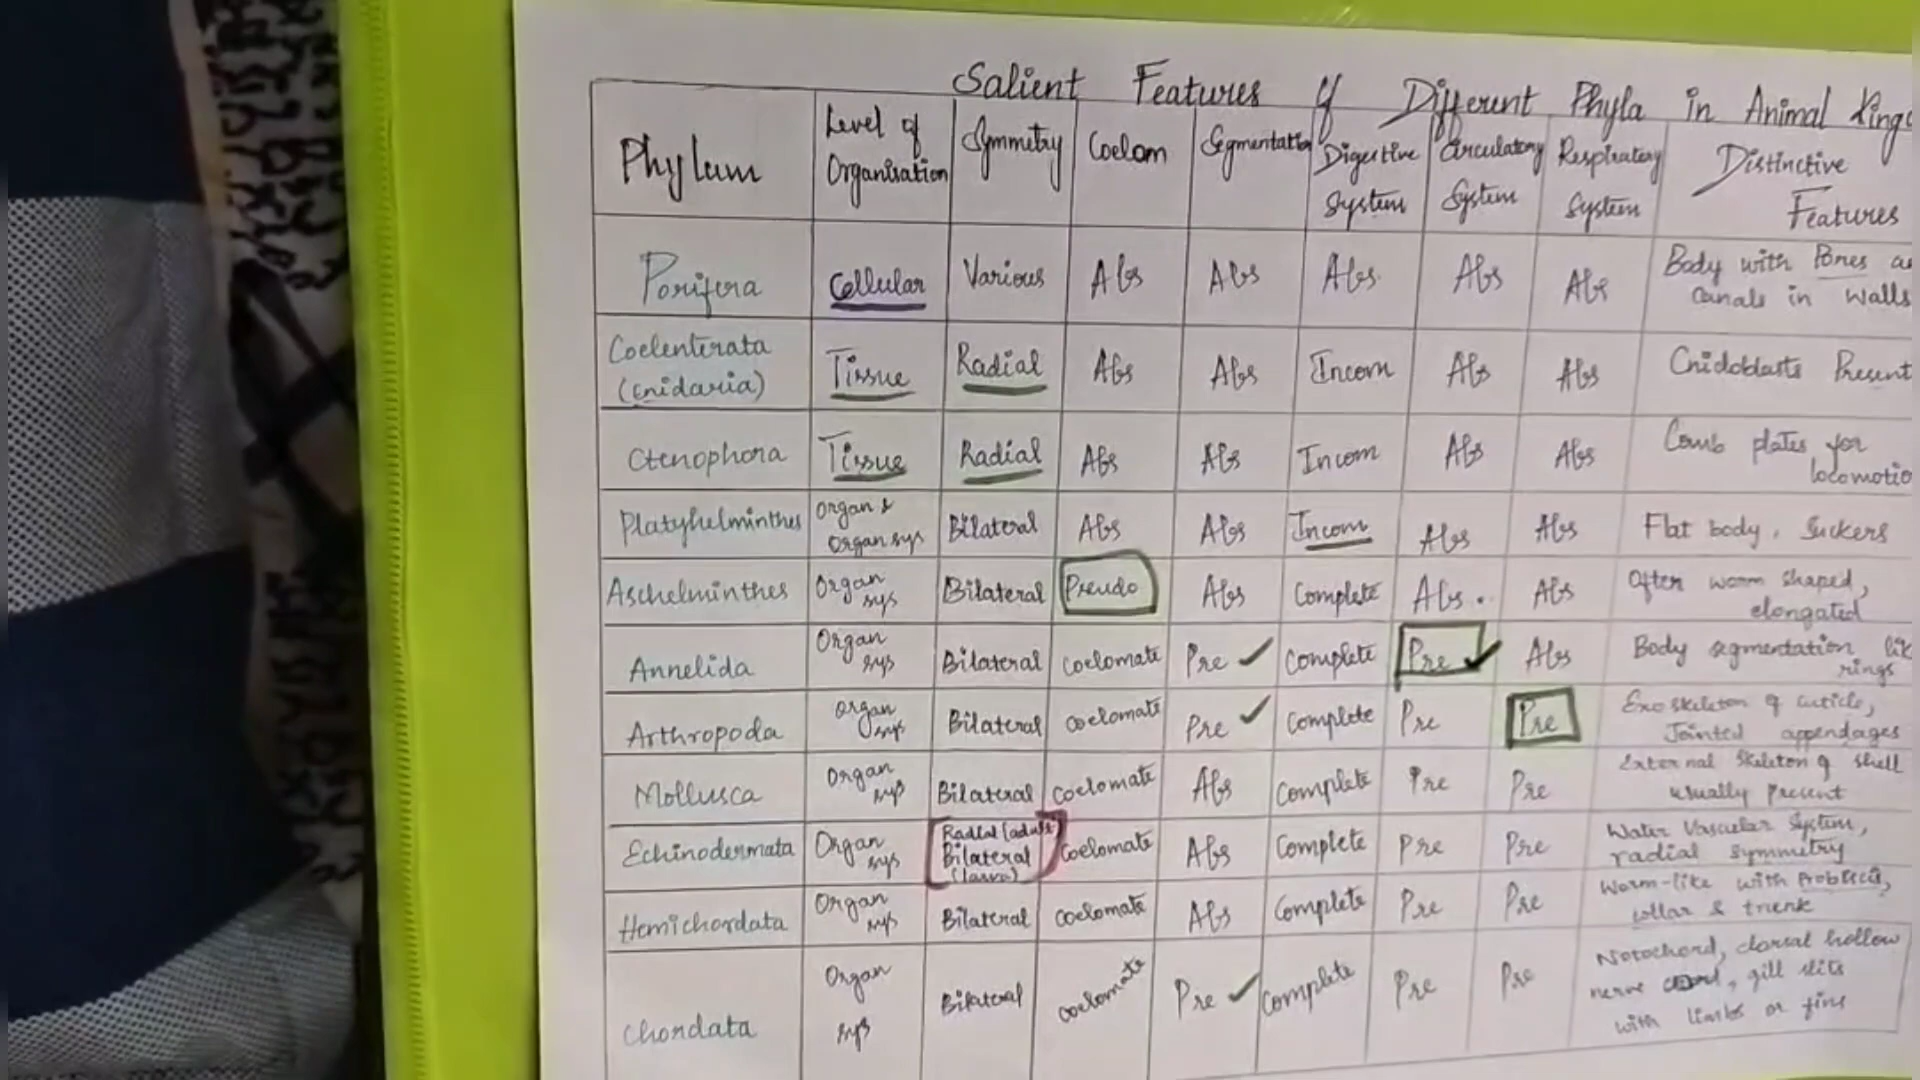 Salient Features of Different Phyla in Animal
Phylum Level of Organisation Symmetry Coelom Segmentation Digestive System Circulatory System Respiratory System Distinctive Features
Porifera Cellular Various Abs Abs Abs. Abs Abs Body with Pores canals in walls
Coelenterata (Cnidaria) Tissue Radial Abs Abs Incom Abs Abs Cnidoblasts Present
Ctenophora Tissue Radial Abs Abs Incom Abs Abs Comb plates for locomotio
Platyhelminthes Organ & Organ sys Bilateral Abs Abs Incom Abs Abs Flat body, Suckers
Aschelminthes Organ sys Bilateral Pseudo Abs Complete Abs. Abs Often worm shaped, elongated
Annelida Organ sys Bilateral Coelomate Pre ✓ Complete Pre ✓ Abs Body segmentation lik rings
Arthropoda Organ sys Bilateral Coelomate Pre ✓ Complete Pre Pre Exoskeleton of cuticle, Jointed appendages
Mollusca Organ sys Bilateral Coelomate Abs Complete Pre Pre External Skeleton of shell usually present
Echinodermata Organ sys Radial (adult Bilateral (larva) Coelomate Abs Complete Pre Pre Water Vascular System, radial symmetry
Hemichordata Organ sys Bilateral Coelomate Abs Complete Pre Pre Worm-like with Proboscis, collar & trunk
Chordata Organ sys Bilateral Coelomate Pre ✓ Complete Pre Pre Notochord, dorsal hollow nerve cord, gill slits with limbs or fins